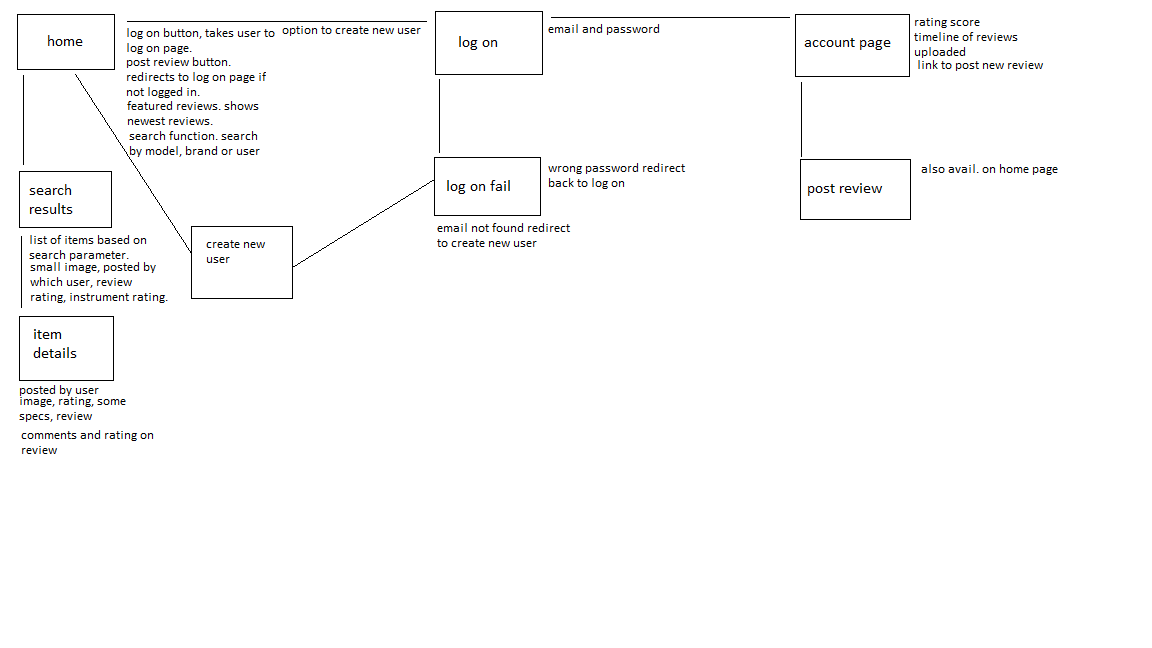 home
log on button, takes user to
log on page.
post review button.
redirects to log on page if
not logged in.
featured reviews. shows
newest reviews.
search function. search
by model, brand or user
option to create new user
log on
email and password
account page
rating score
timeline of reviews
uploaded
link to post new review
search
results
list of items based on
search parameter.
small image, posted by
which user, review
rating, instrument rating.
create new
user
log on fail
wrong password redirect
back to log on
email not found redirect
to create new user
post review
also avail. on home page
item
details
posted by user
image, rating, some
specs, review
comments and rating on
review